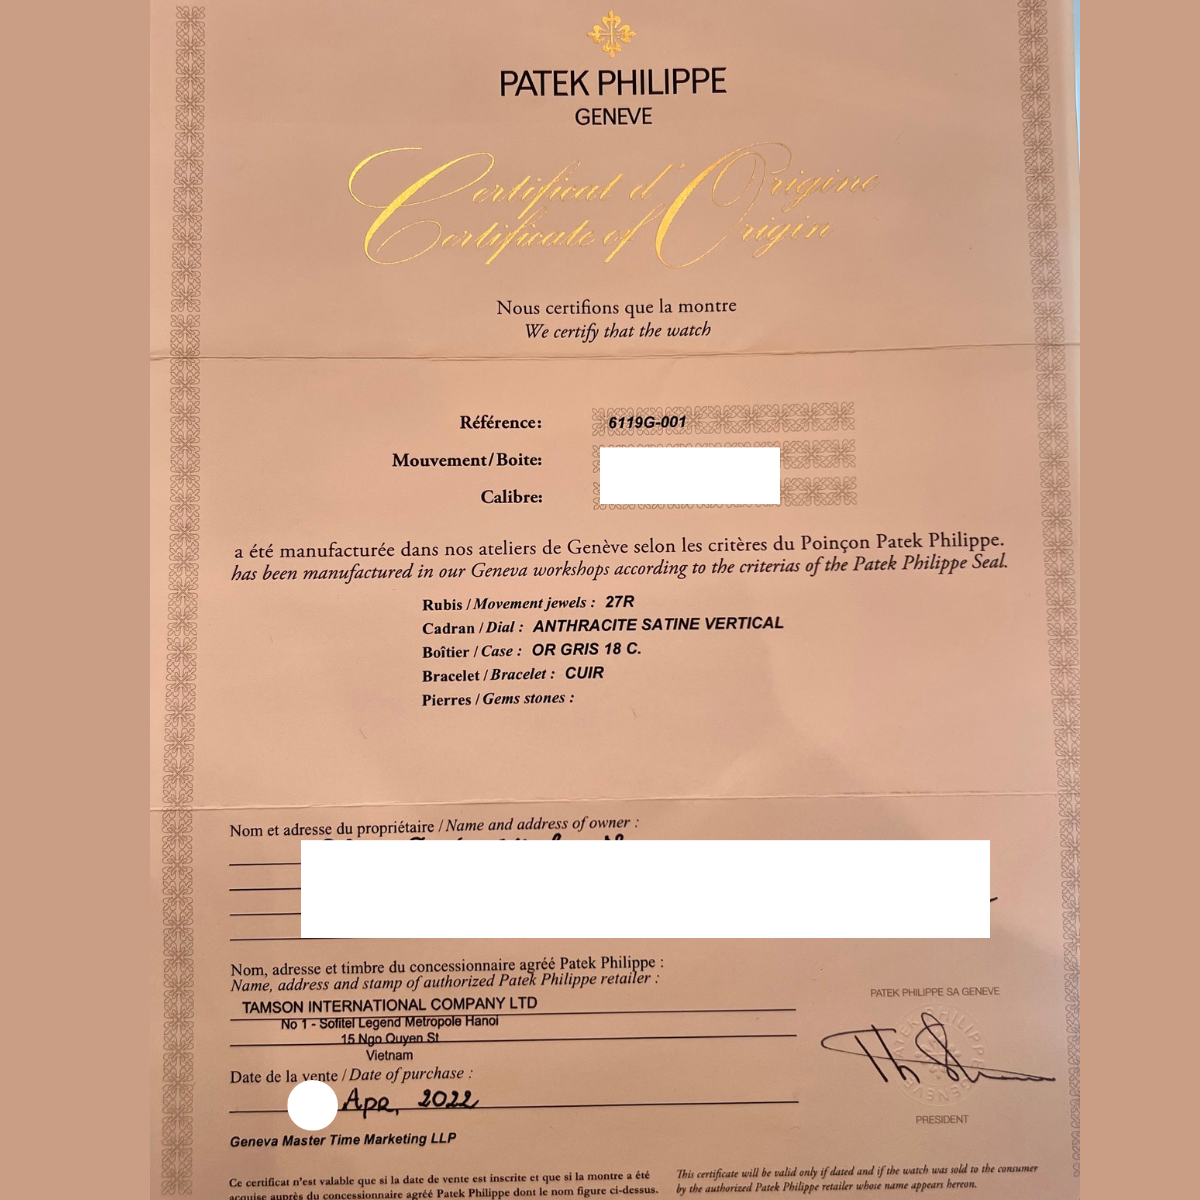 PATEK PHILIPPE
GENEVE
Certificat d'Origine
Certificate of Origin
Nous certifions que la montre
We certify that the watch
Référence: 6119G-001
Mouvement/Boite:
Calibre:
a été manufacturée dans nos ateliers de Genève selon les critères du Poinçon Patek Philippe.
has been manufactured in our Geneva workshops according to the criterias of the Patek Philippe Seal.
Rubis / Movement jewels : 27R
Cadran / Dial : ANTHRACITE SATINE VERTICAL
Boîtier / Case : OR GRIS 18 C.
Bracelet / Bracelet : CUIR
Pierres / Gems stones :
Nom et adresse du propriétaire / Name and address of owner :
Nom, adresse et timbre du concessionnaire agréé Patek Philippe :
Name, address and stamp of authorized Patek Philippe retailer :
TAMSON INTERNATIONAL COMPANY LTD
No 1 - Sofitel Legend Metropole Hanoi
15 Ngo Quyen St
Vietnam
Date de la vente / Date of purchase :
Apr, 2022
Geneva Master Time Marketing LLP
PATEK PHILIPPE SA GENEVE
PRESIDENT
Ce certificat n'est valable que si la date de vente est inscrite et que si la montre a été
acquise auprès du concessionnaire agréé Patek Philippe dont le nom figure ci-dessus.
This certificate will be valid only if dated and if the watch was sold to the consumer
by the authorized Patek Philippe retailer whose name appears hereon.